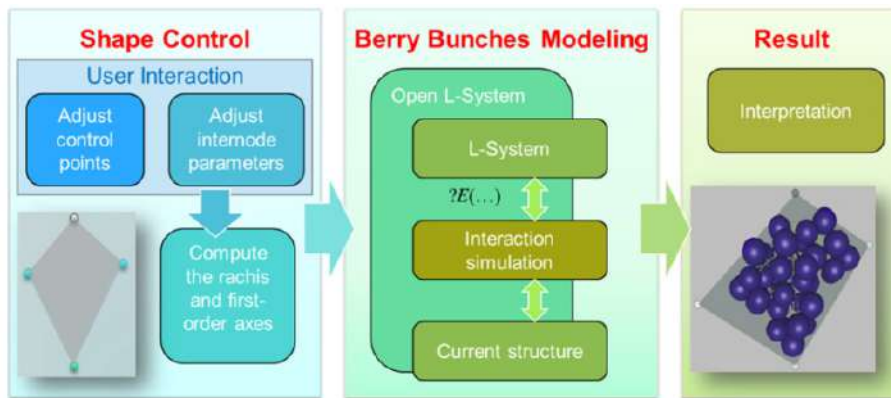 Shape Control
User Interaction
Adjust
control
points
Adjust
internode
parameters
Compute
the rachis
and first-
order axes
Berry Bunches Modeling
Open L-System
L-System
?E(...)
Interaction
simulation
Current structure
Result
Interpretation